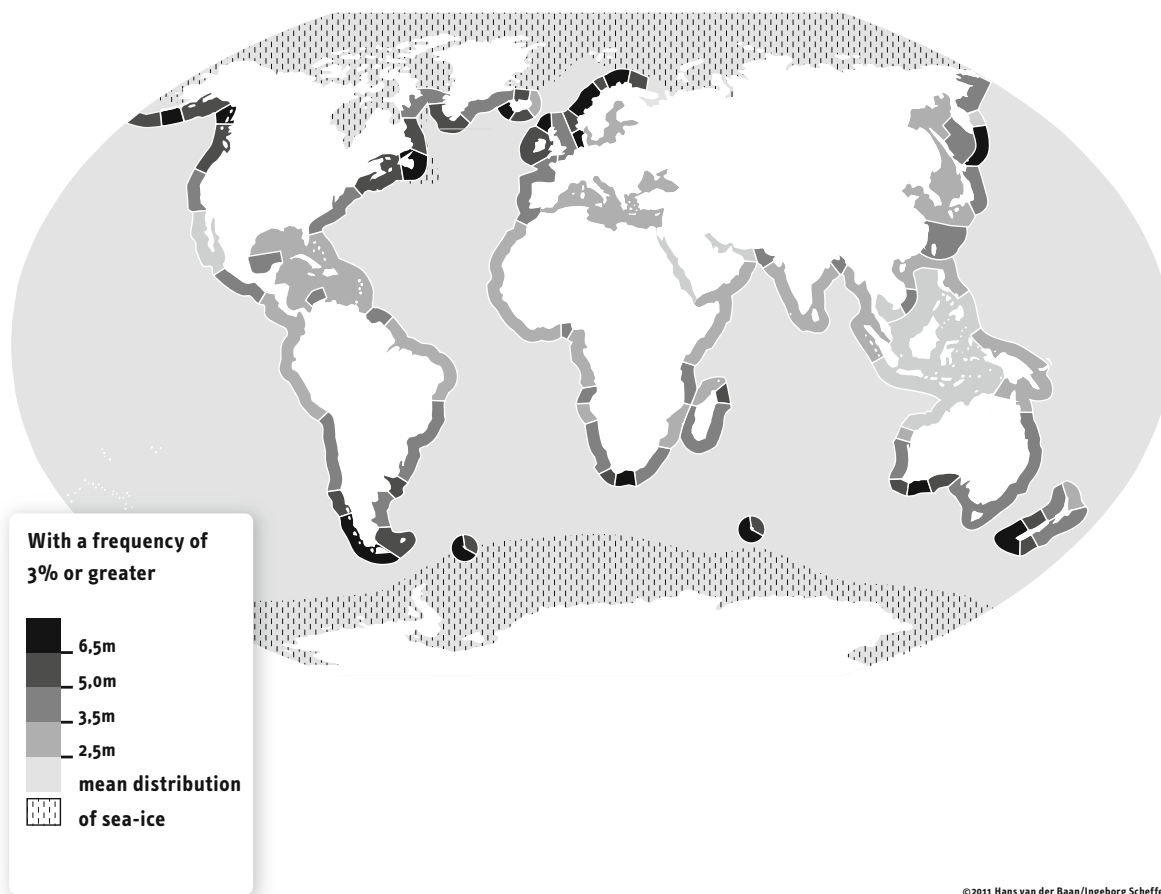 With a frequency of
3% or greater
6,5m
5,0m
3,5m
2,5m
mean distribution
of sea-ice
©2011 Hans van der Baan/Ingeborg Scheffe